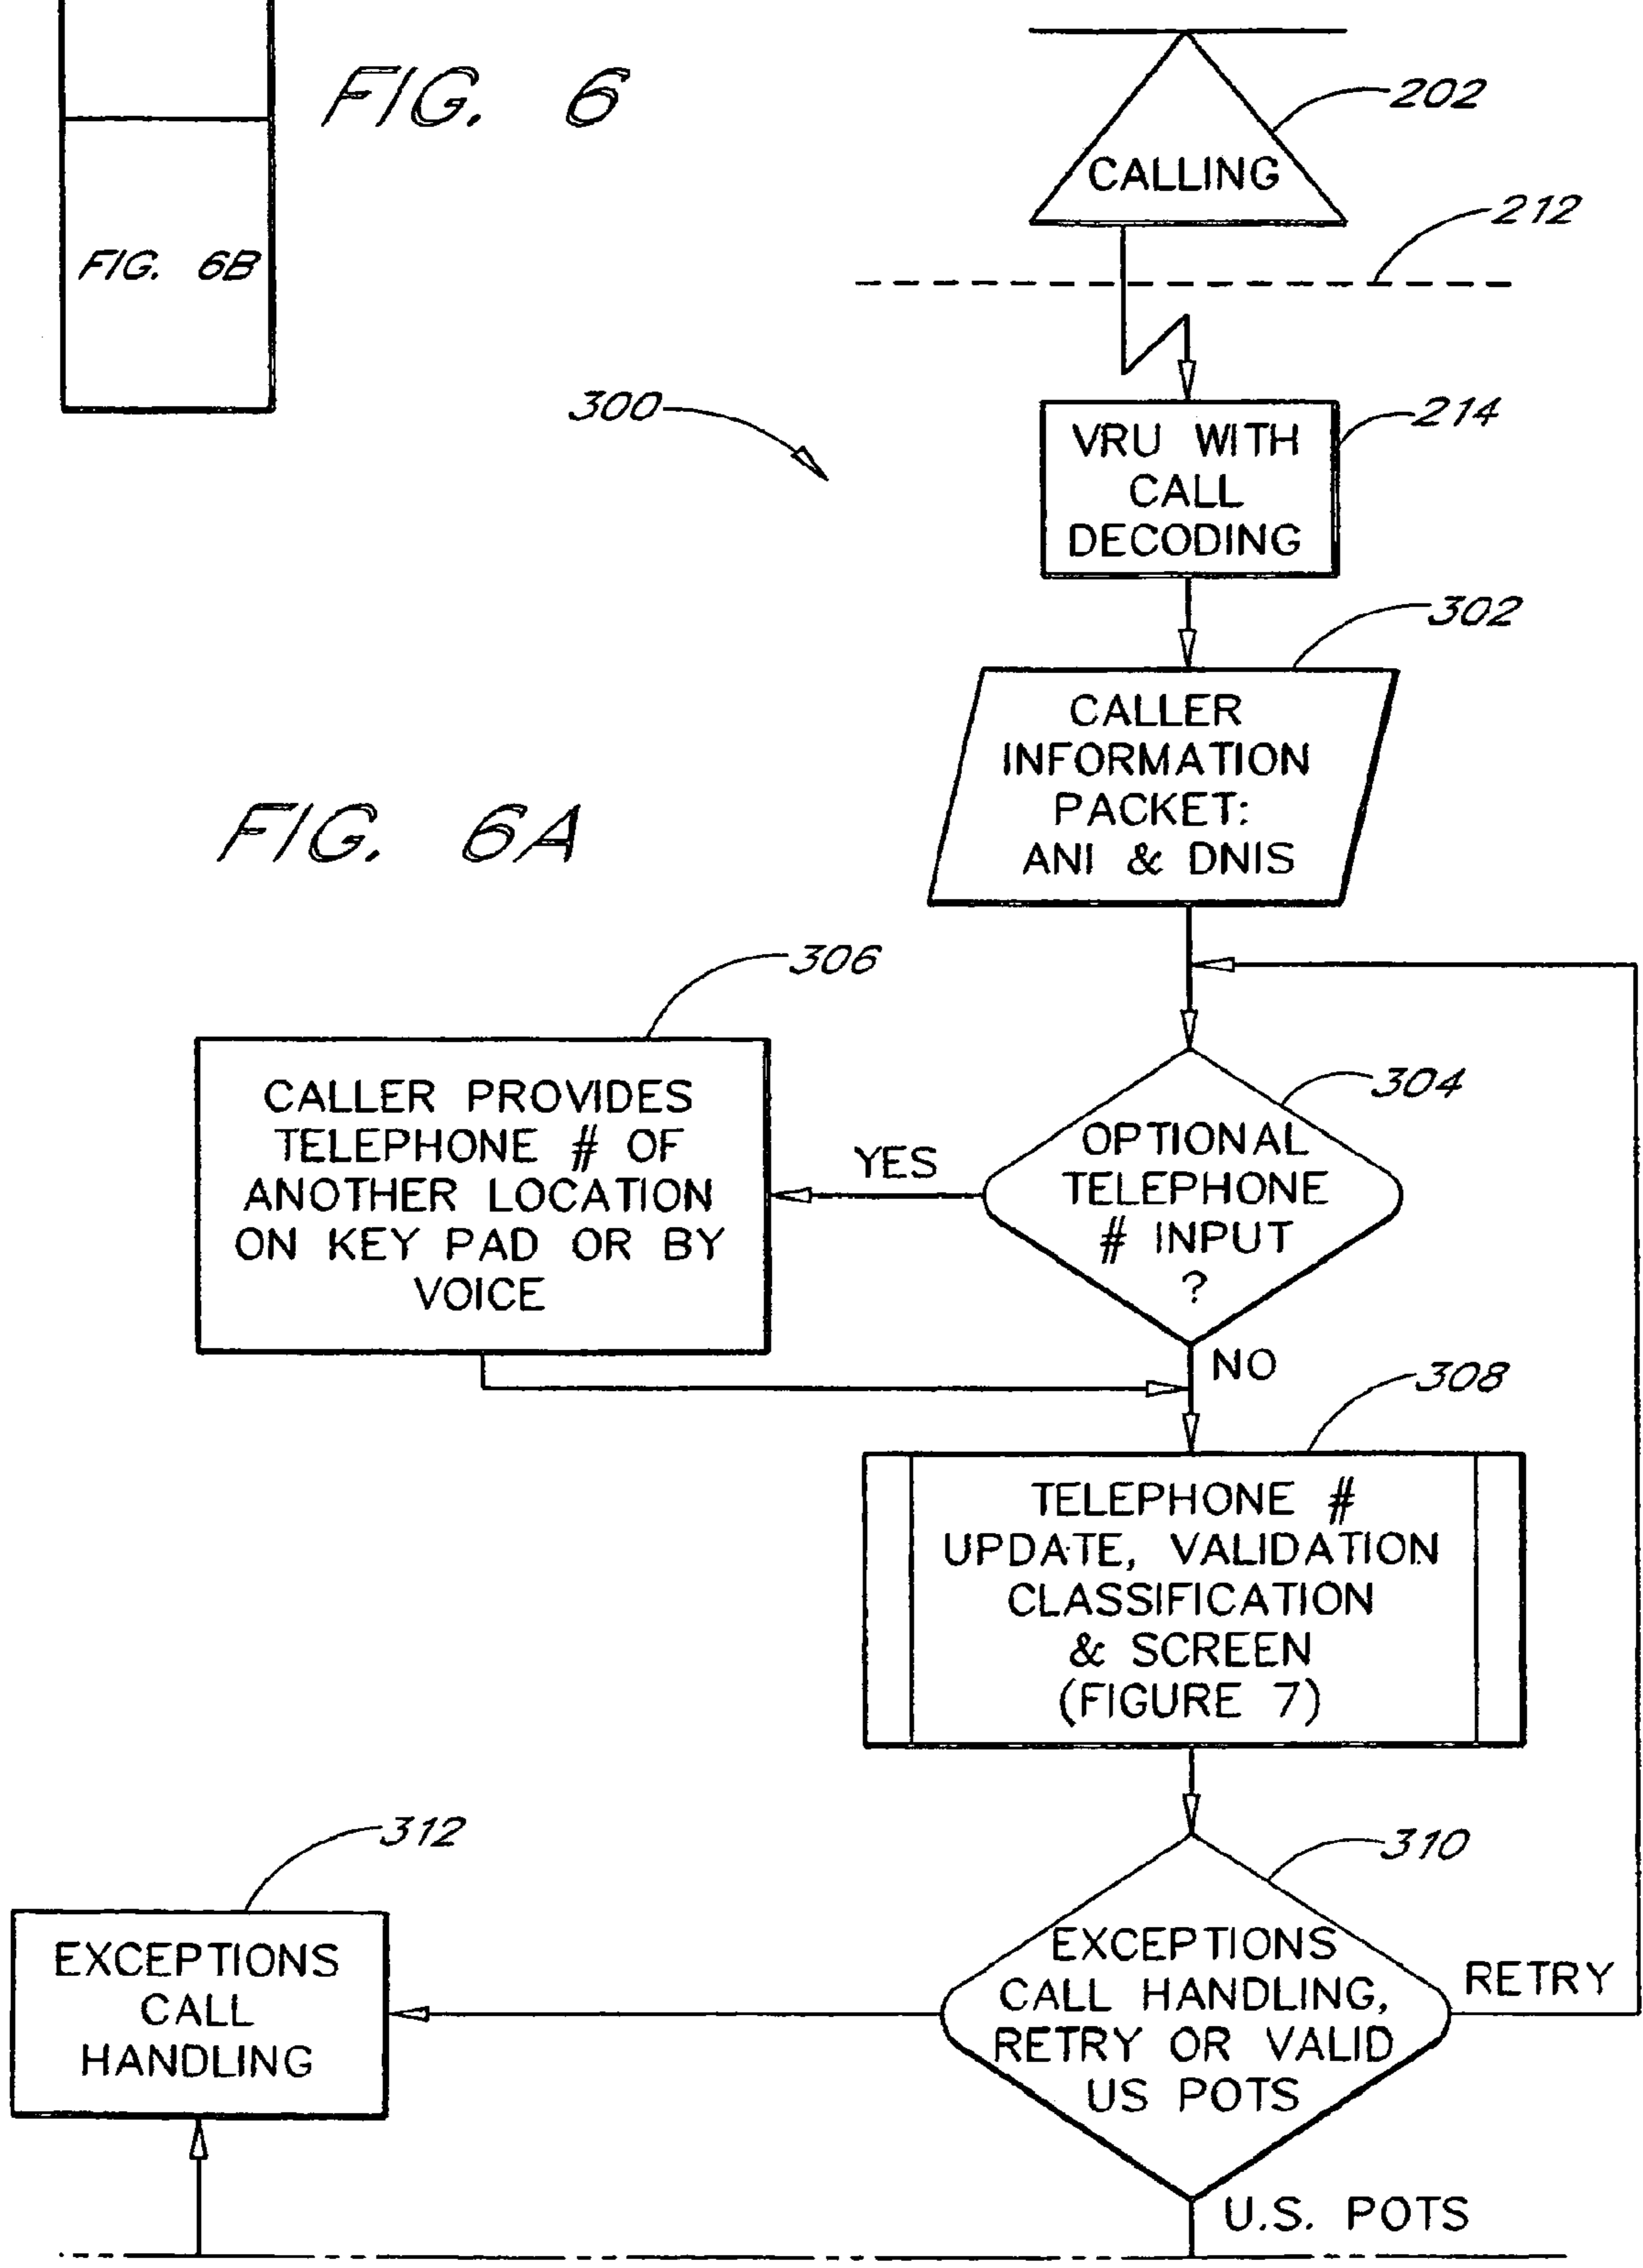 FIG. 6
FIG. 6B
202
CALLING
212
300
214
VRU WITH
CALL
DECODING
302
CALLER
INFORMATION
PACKET:
ANI & DNIS
FIG. 6A
306
CALLER PROVIDES
TELEPHONE # OF
ANOTHER LOCATION
ON KEY PAD OR BY
VOICE
YES
304
OPTIONAL
TELEPHONE
# INPUT
?
NO
308
TELEPHONE #
UPDATE, VALIDATION
CLASSIFICATION
& SCREEN
(FIGURE 7)
312
EXCEPTIONS
CALL
HANDLING
310
EXCEPTIONS
CALL HANDLING,
RETRY OR VALID
US POTS
RETRY
U.S. POTS